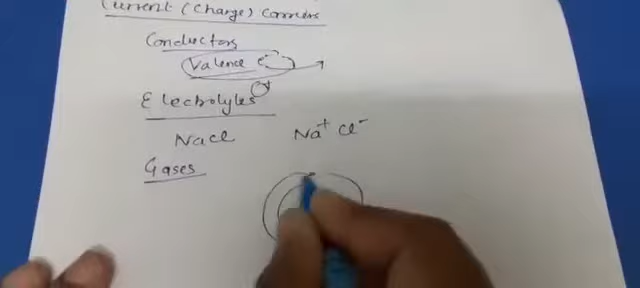 Current (Charge) Carriers
Conductors
Valence e⁻
Electrolytes
NaCl Na⁺ Cl⁻
Gases